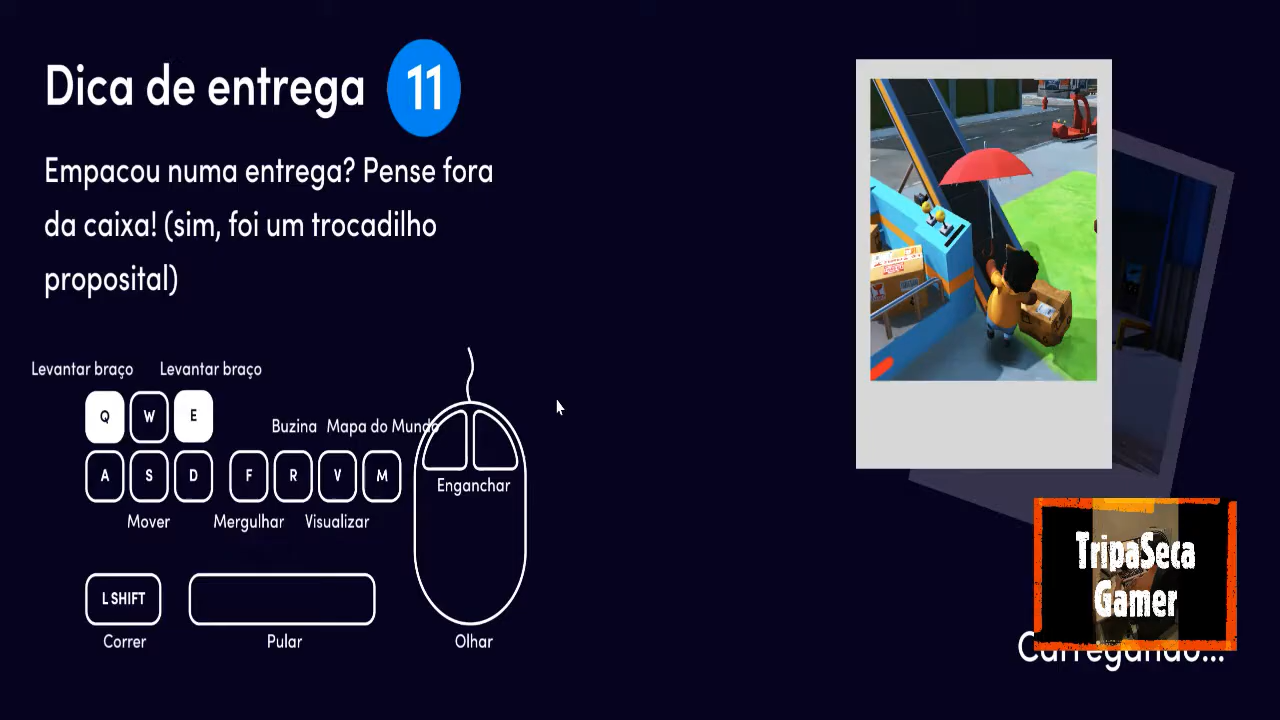 Dica de entrega 11
Empacou numa entrega? Pense fora
da caixa! (sim, foi um trocadilho
proposital)
Levantar braço Levantar braço
Q W E
Buzina Mapa do Mundo
A S D F R V M
Enganchar
Mover Mergulhar Visualizar
L SHIFT
Correr Pular Olhar
TripaSeca
Gamer
Carregando...